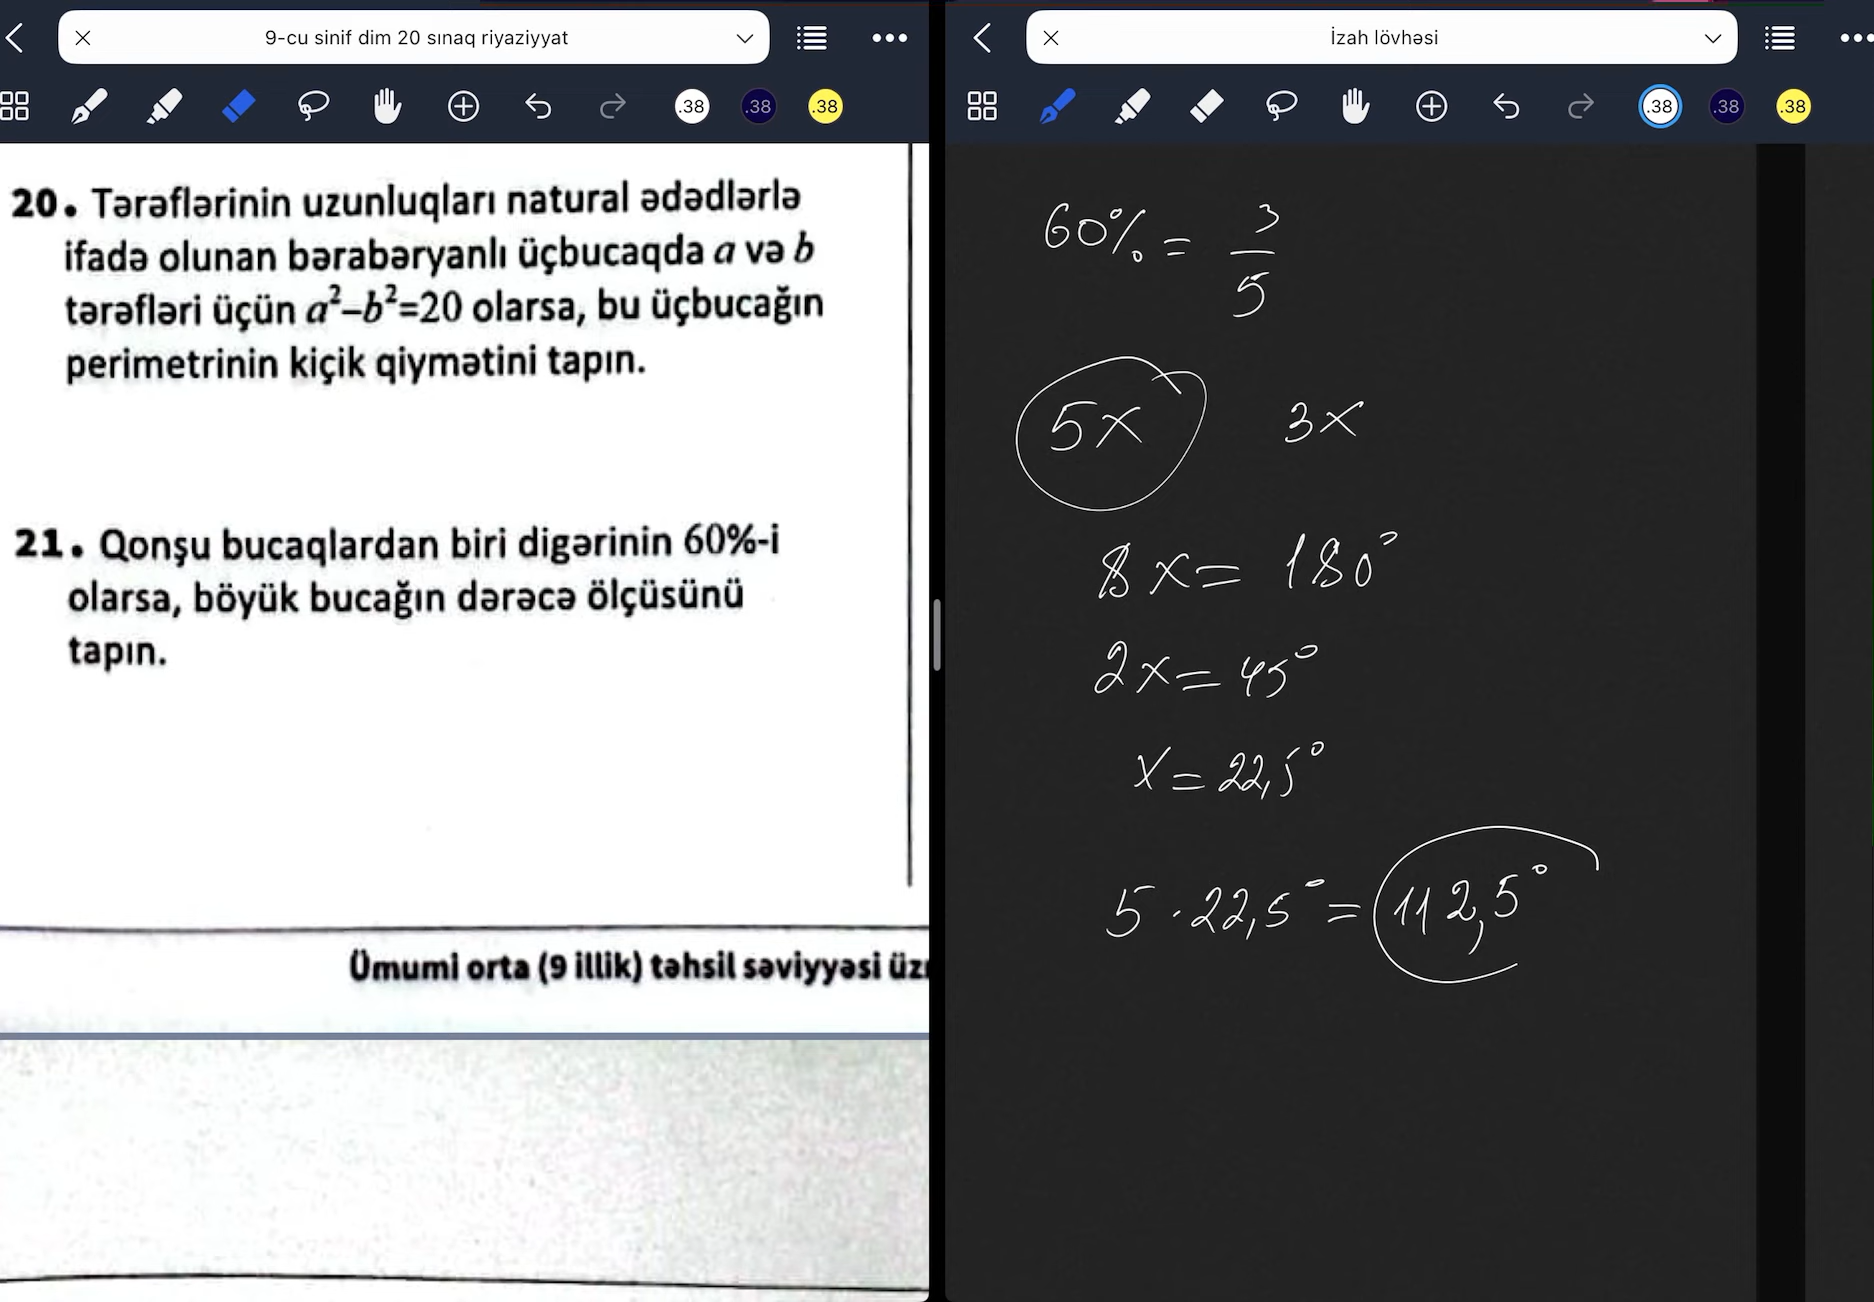 9-cu sinif dim 20 sınaq riyaziyyat
.38 .38 .38
20. Tərəflərinin uzunluqları natural ədədlərlə
ifadə olunan bərabəryanlı üçbucaqda a və b
tərəfləri üçün a²–b²=20 olarsa, bu üçbucağın
perimetrinin kiçik qiymətini tapın.
21. Qonşu bucaqlardan biri digərinin 60%-i
olarsa, böyük bucağın dərəcə ölçüsünü
tapın.
Ümumi orta (9 illik) təhsil səviyyəsi
İzah lövhəsi
.38 .38 .38
60% = 3/5
5x 3x
8x = 180°
2x = 45°
x = 22,5°
5 · 22,5° = 112,5°